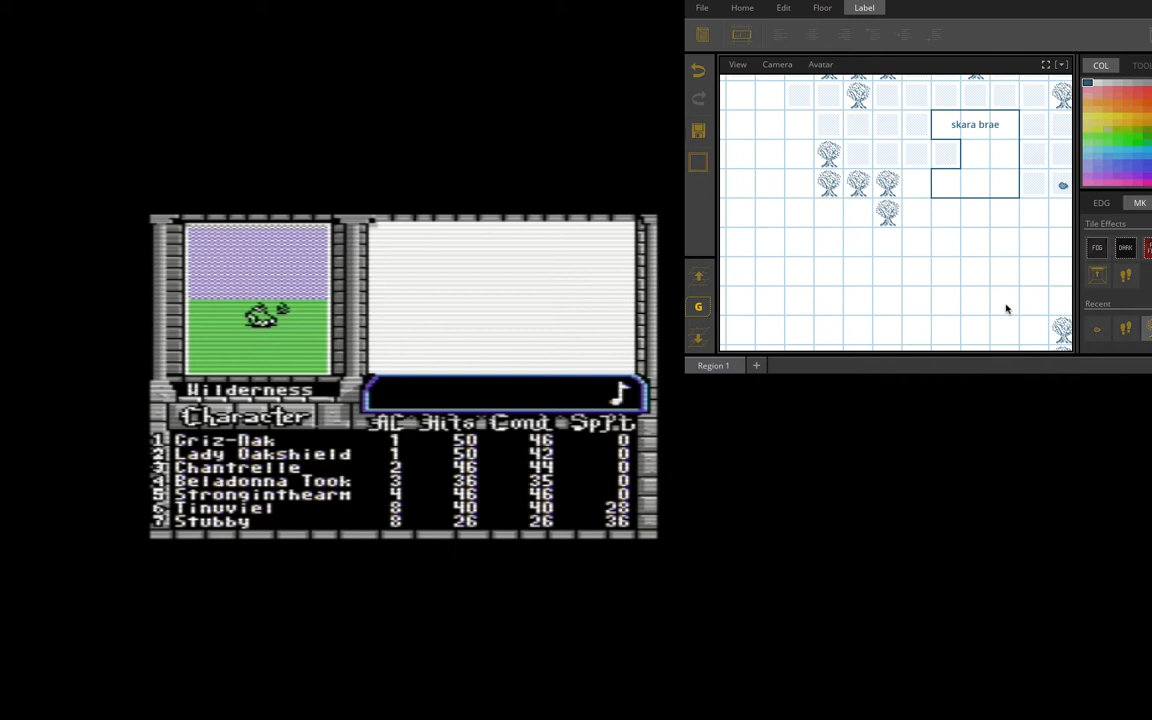 File Home Edit Floor Label
View Camera Avatar
COL
skara brae
EDG MK
Tile Effects
FOG DARK
Recent
G
Region 1 +
Wilderness
Character AC Hits Cond SpPt
1 Griz-Nak 1 50 46 0
2 Lady Oakshield 1 50 42 0
3 Chantrelle 2 46 44 0
4 Beladonna Took 3 36 35 0
5 Stronginthearm 4 46 46 0
6 Tinuviel 8 40 40 28
7 Stubby 8 26 26 36